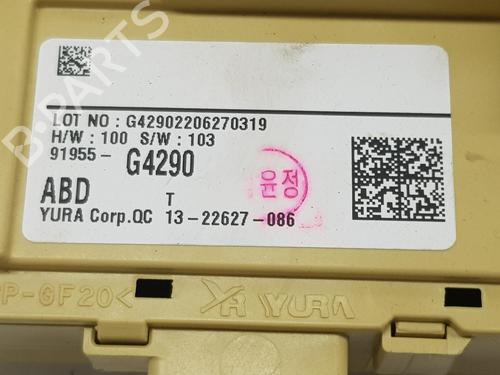 LOT NO : G42902206270319
H/W : 100 S/W : 103
91955- G4290
ABD T
YURA Corp.QC 13-22627-086
윤정
P-GF20<
YR YURA
B-PARTS